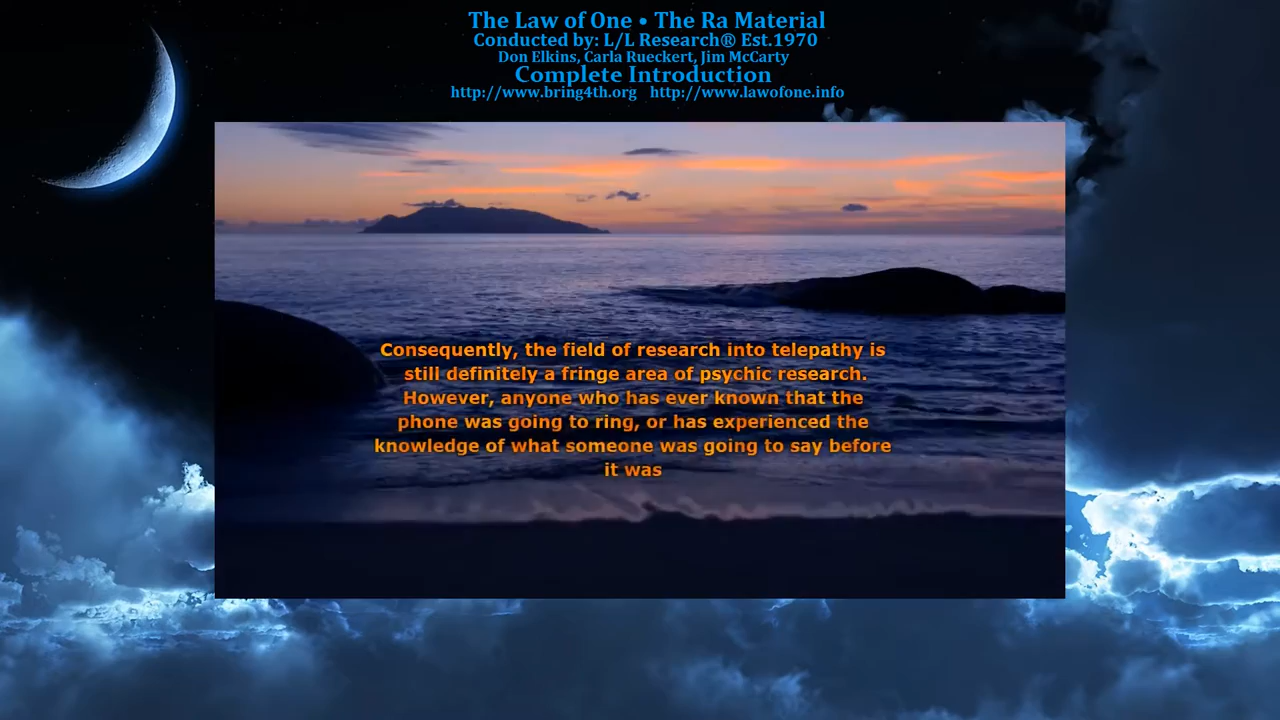 The Law of One • The Ra Material
Conducted by: L/L Research® Est.1970
Don Elkins, Carla Rueckert, Jim McCarty
Complete Introduction
http://www.bring4th.org http://www.lawofone.info
Consequently, the field of research into telepathy is
still definitely a fringe area of psychic research.
However, anyone who has ever known that the
phone was going to ring, or has experienced the
knowledge of what someone was going to say before
it was